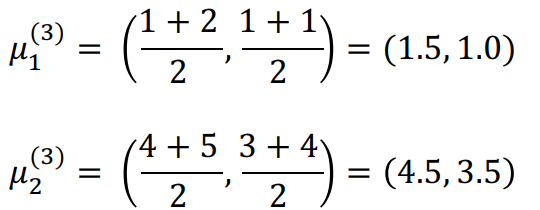 μ₁⁽³⁾ = ((1 + 2)/2, (1 + 1)/2) = (1.5, 1.0)
μ₂⁽³⁾ = ((4 + 5)/2, (3 + 4)/2) = (4.5, 3.5)